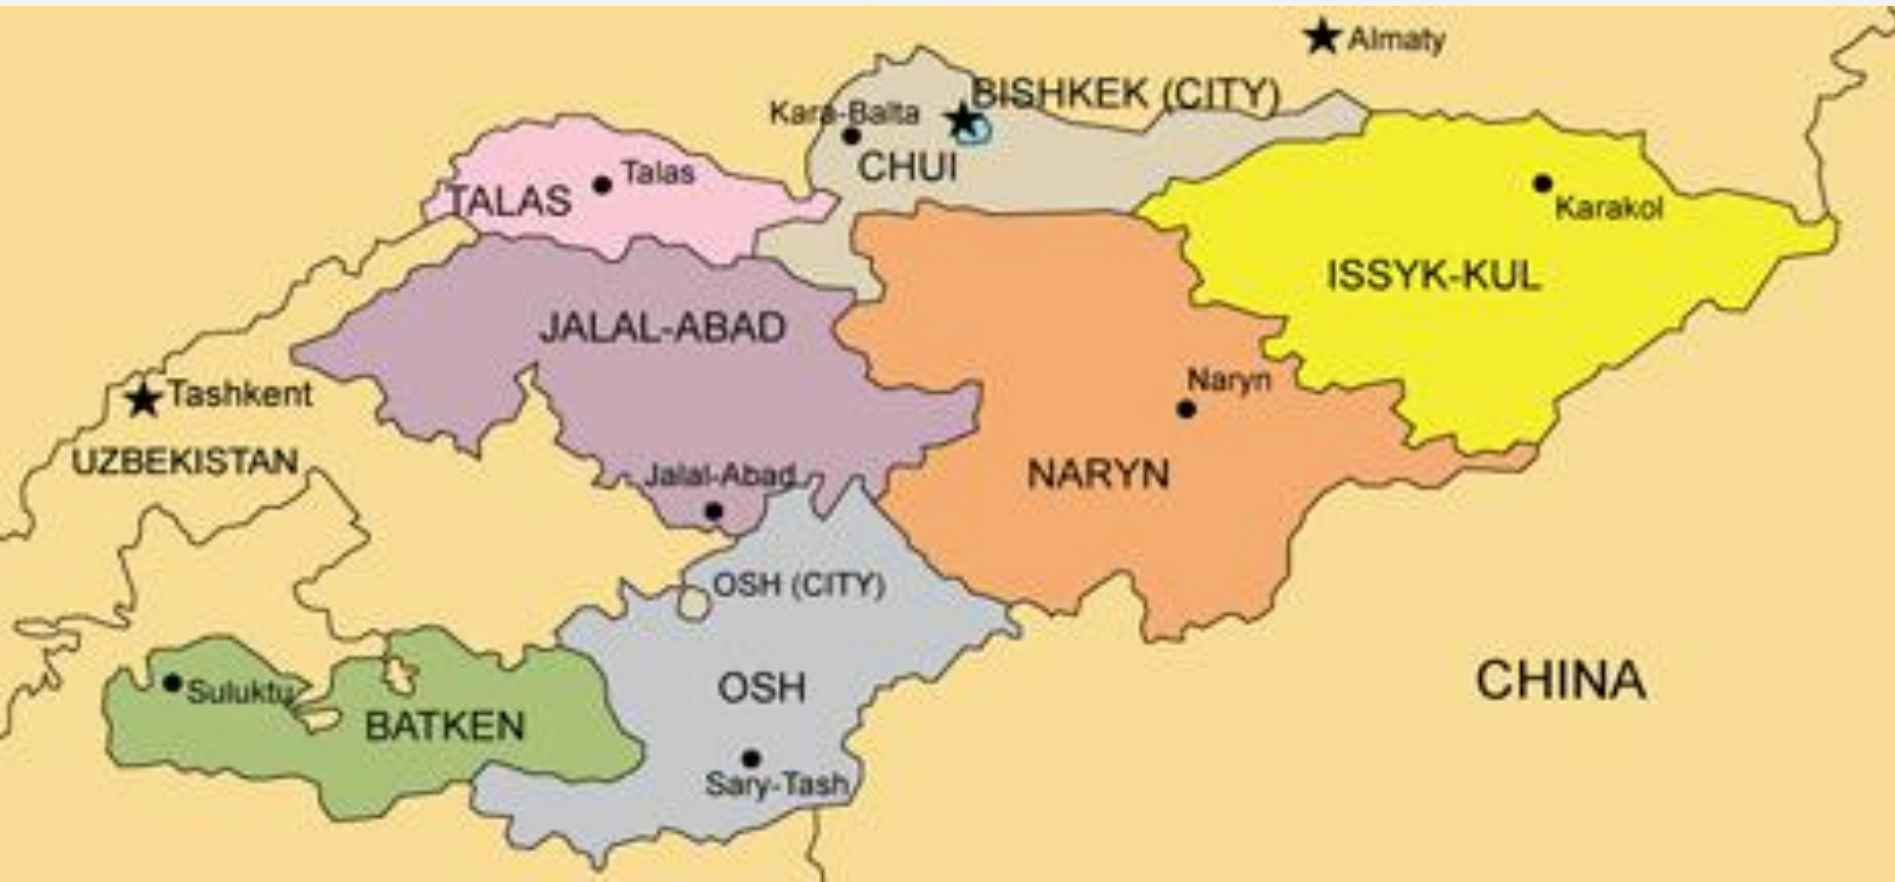 Almaty
BISHKEK (CITY)
Kara-Balta
CHUI
Talas
TALAS
Karakol
ISSYK-KUL
JALAL-ABAD
Naryn
Tashkent
UZBEKISTAN
NARYN
Jalal-Abad
OSH (CITY)
CHINA
OSH
Suluktu
BATKEN
Sary-Tash